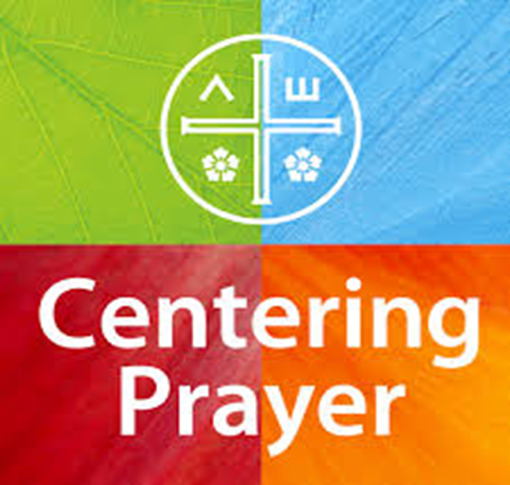 Λ Ш
Centering
Prayer